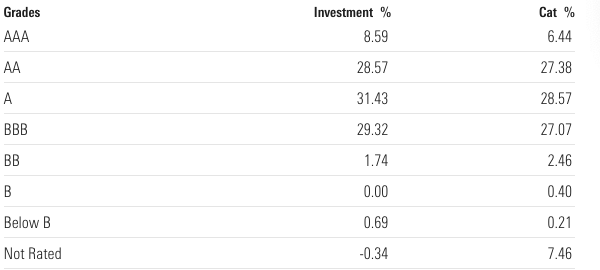 Grades Investment % Cat %
AAA 8.59 6.44
AA 28.57 27.38
A 31.43 28.57
BBB 29.32 27.07
BB 1.74 2.46
B 0.00 0.40
Below B 0.69 0.21
Not Rated -0.34 7.46